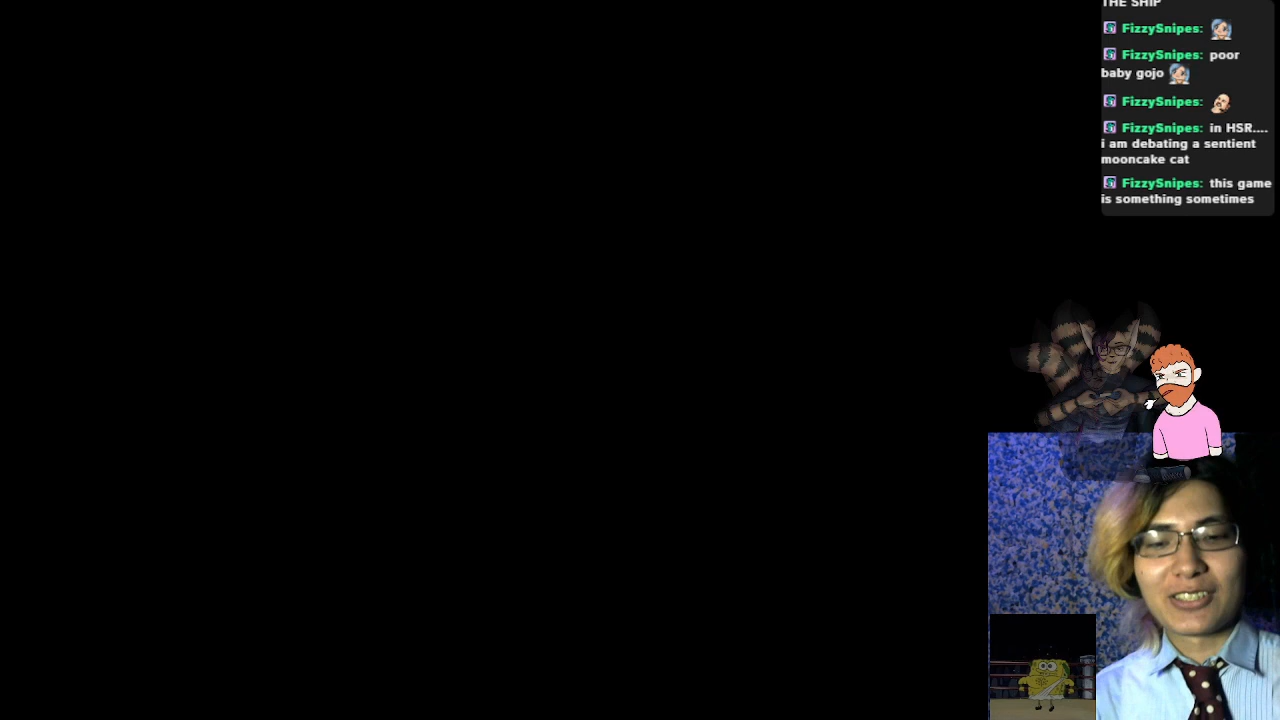 THE SHIP
FizzySnipes:
FizzySnipes: poor
baby gojo
FizzySnipes:
FizzySnipes: in HSR....
i am debating a sentient
mooncake cat
FizzySnipes: this game
is something sometimes